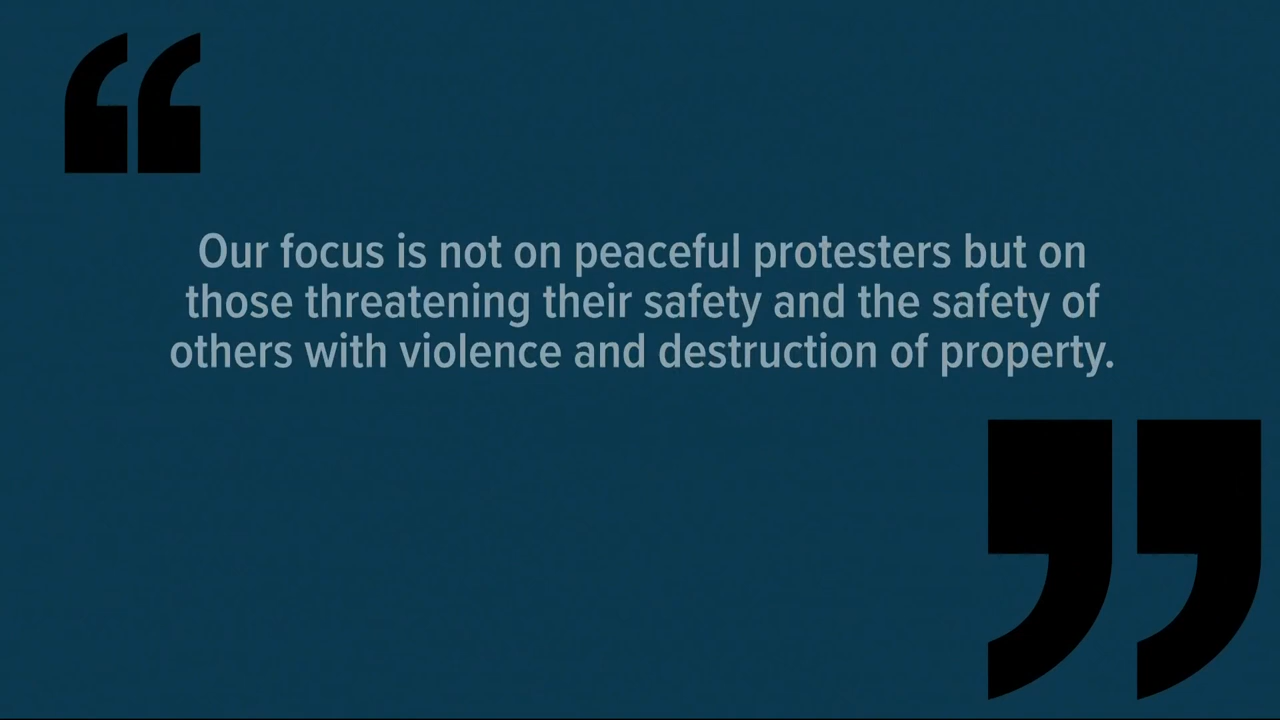 Our focus is not on peaceful protesters but on
those threatening their safety and the safety of
others with violence and destruction of property.